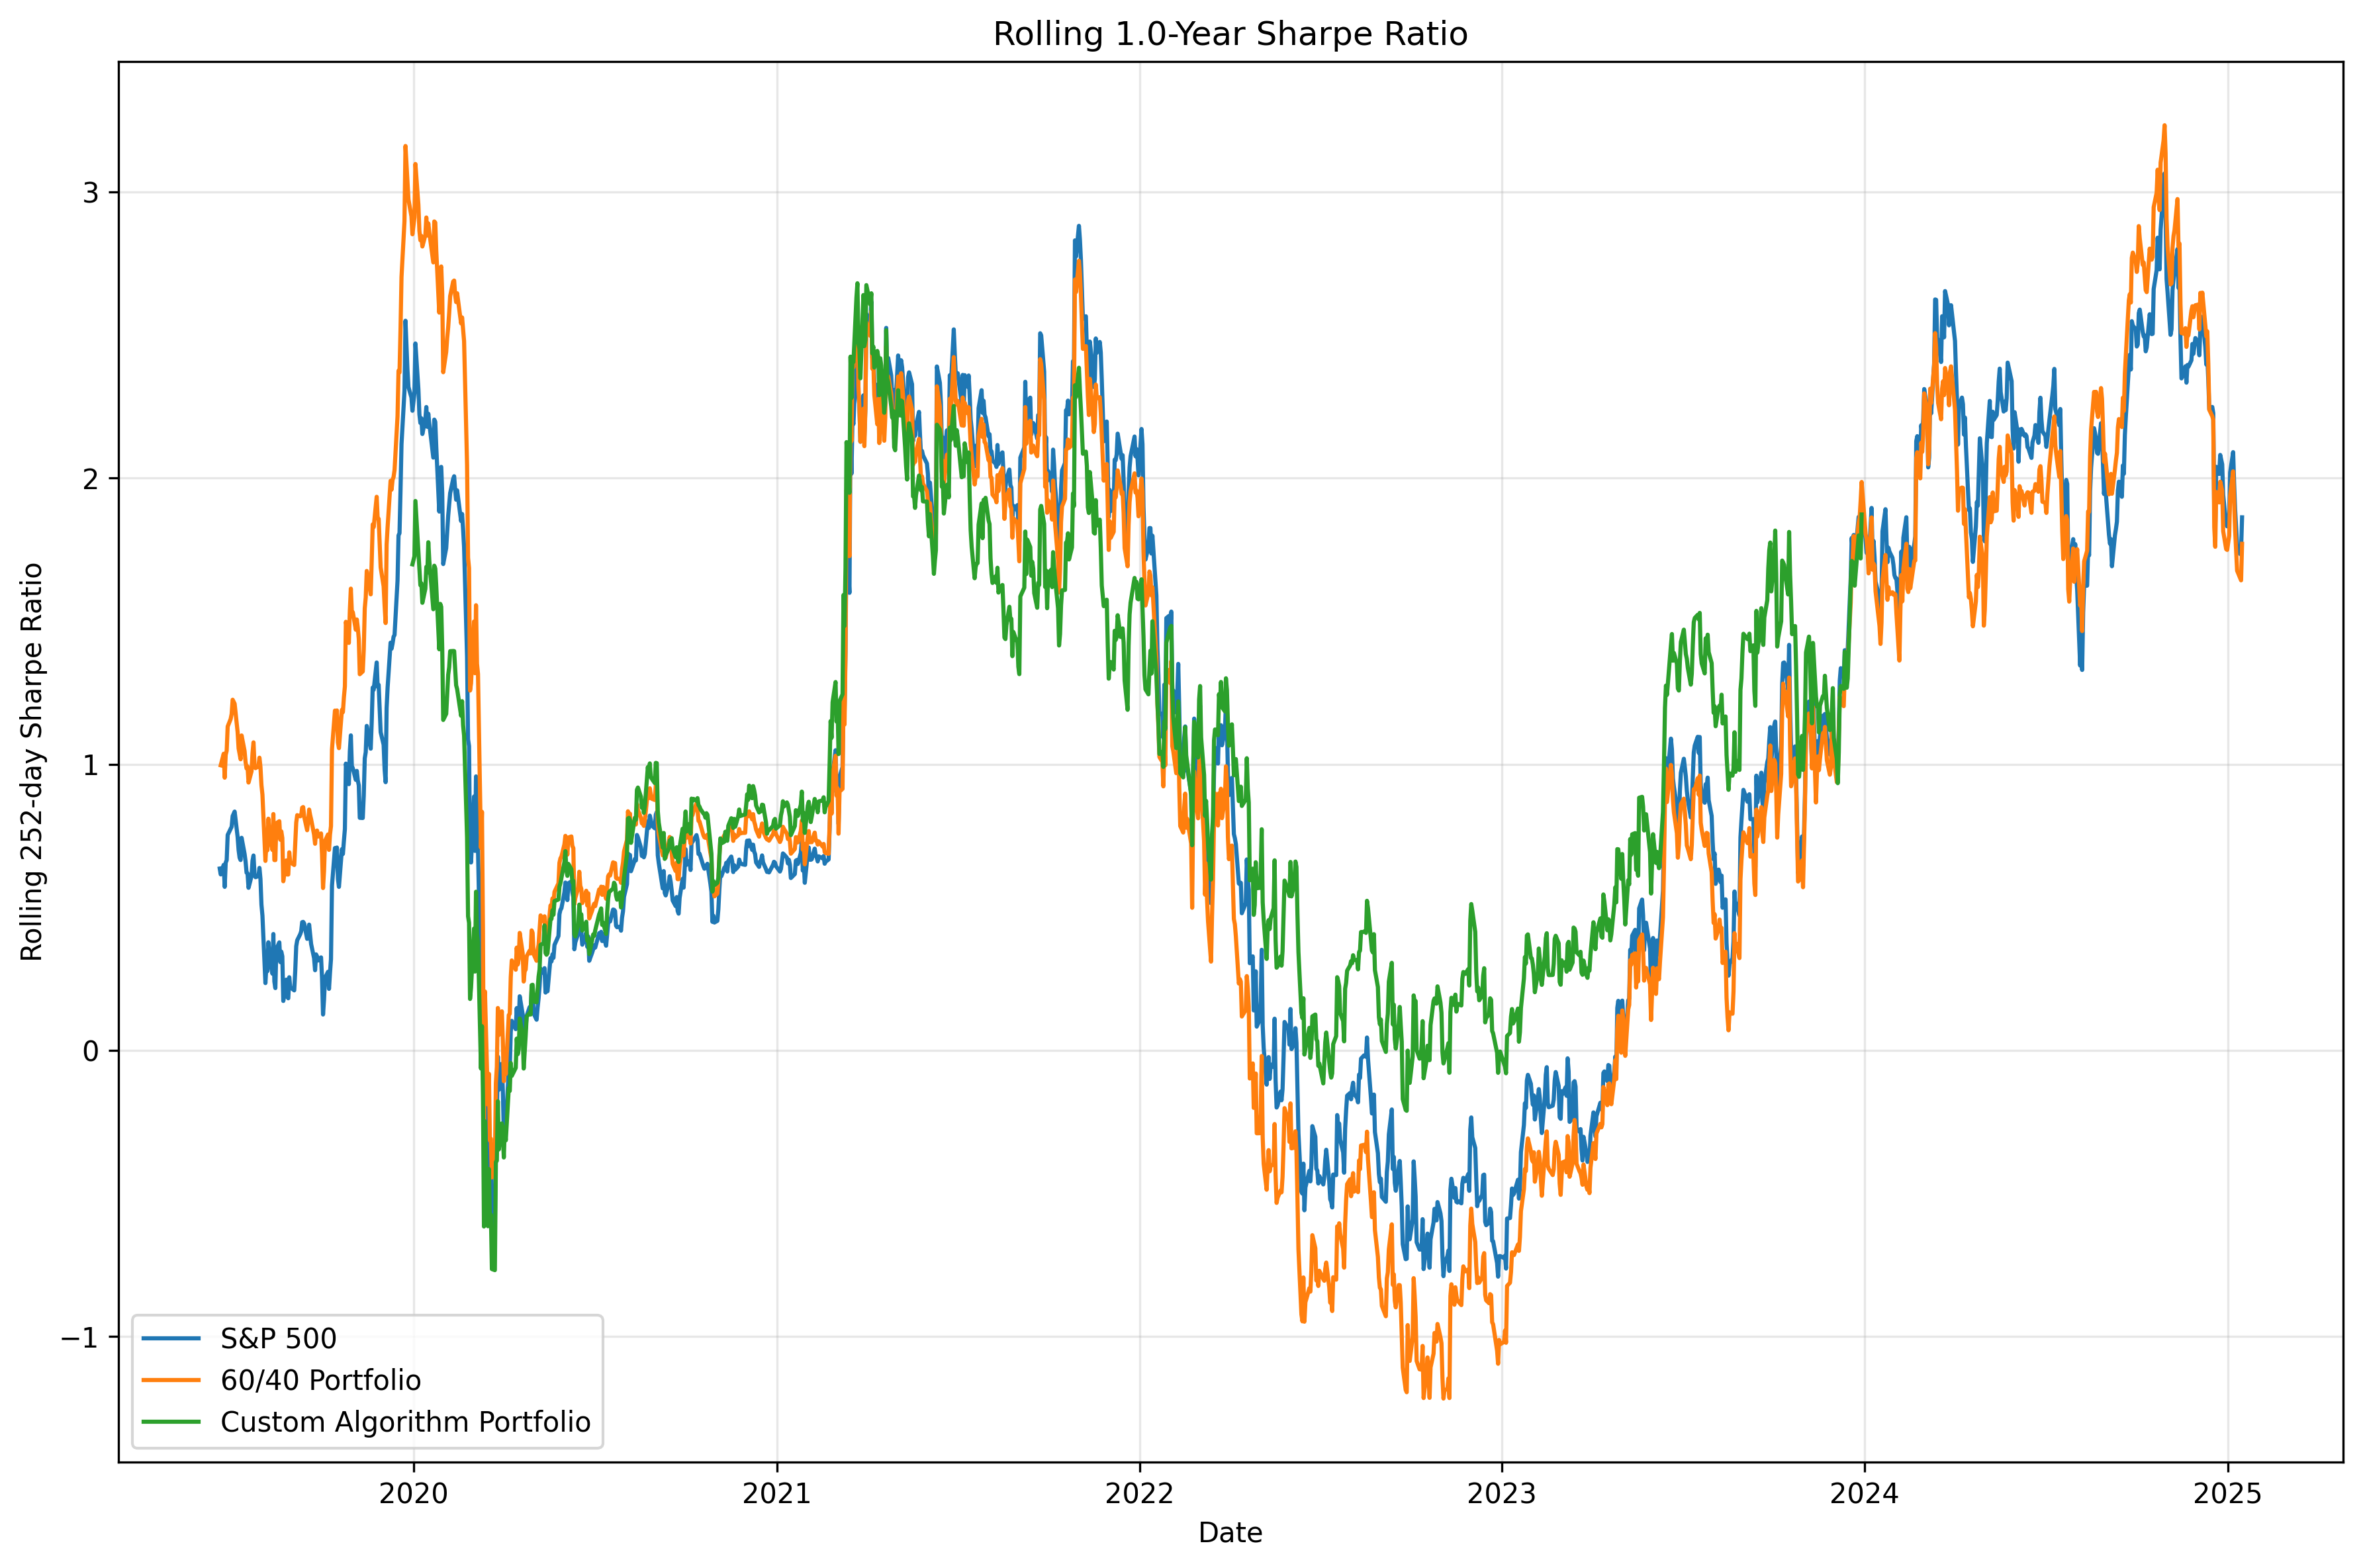 Rolling 1.0-Year Sharpe Ratio
Rolling 252-day Sharpe Ratio
3
2
1
0
−1
S&P 500
60/40 Portfolio
Custom Algorithm Portfolio
2020 2021 2022 2023 2024 2025
Date